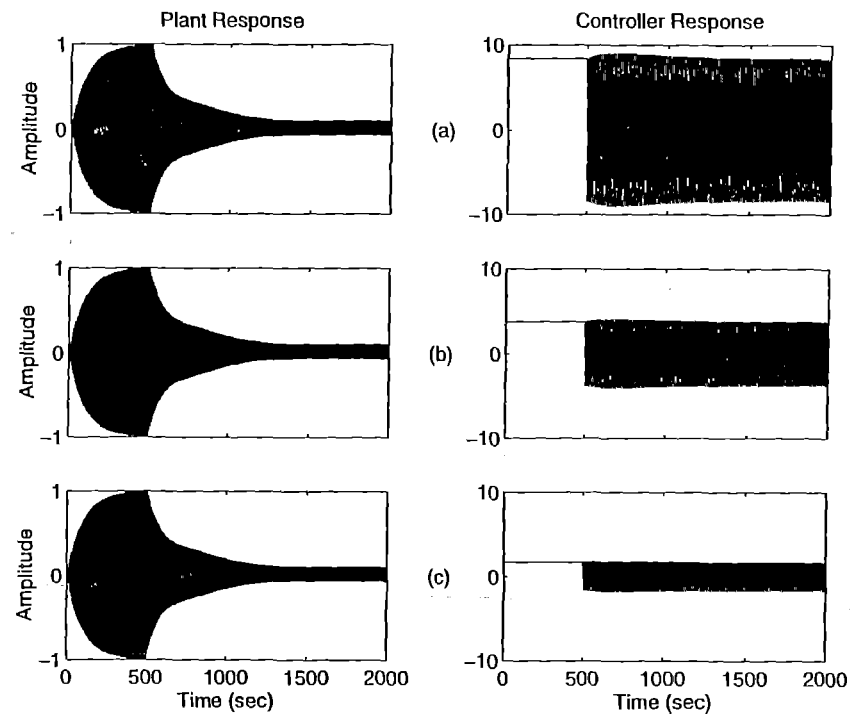 Plant Response Controller Response
1 10
Amplitude 0 (a) 0
−1 −10
1 10
Amplitude 0 (b) 0
−1 −10
1 10
Amplitude 0 (c) 0
−1 −10
0 500 1000 1500 2000 0 500 1000 1500 2000
Time (sec) Time (sec)